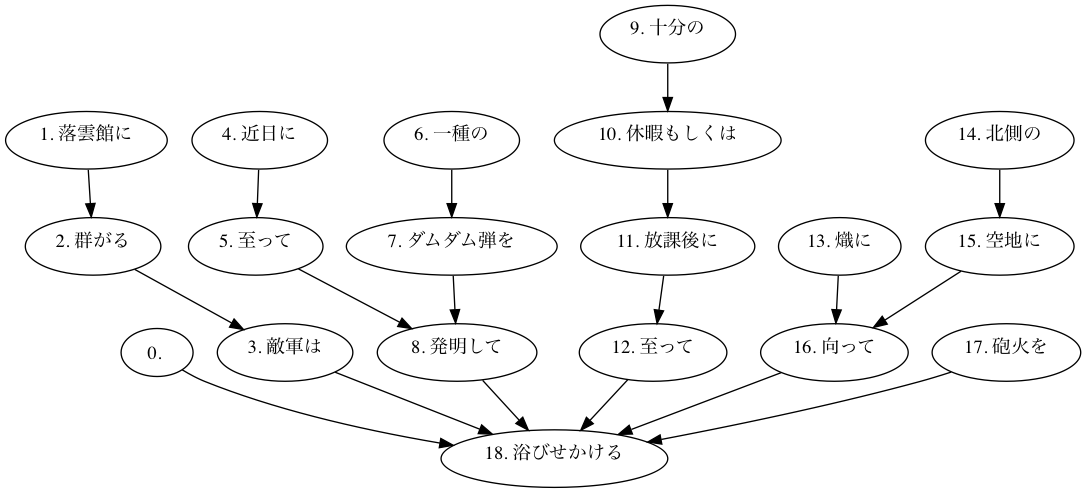 9. 十分の
1. 落雲館に
4. 近日に
6. 一種の
10. 休暇もしくは
14. 北側の
2. 群がる
5. 至って
7. ダムダム弾を
11. 放課後に
13. 熾に
15. 空地に
0.
3. 敵軍は
8. 発明して
12. 至って
16. 向って
17. 砲火を
18. 浴びせかける